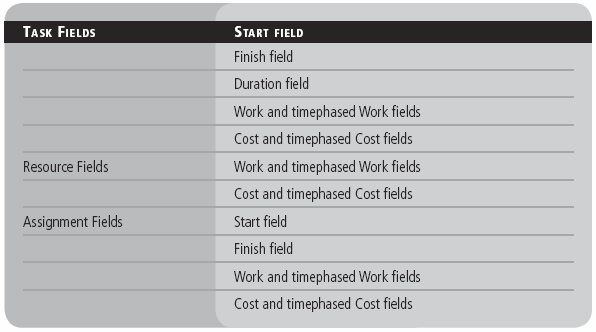 TASK FIELDS START FIELD
Finish field
Duration field
Work and timephased Work fields
Cost and timephased Cost fields
Resource Fields Work and timephased Work fields
Cost and timephased Cost fields
Assignment Fields Start field
Finish field
Work and timephased Work fields
Cost and timephased Cost fields